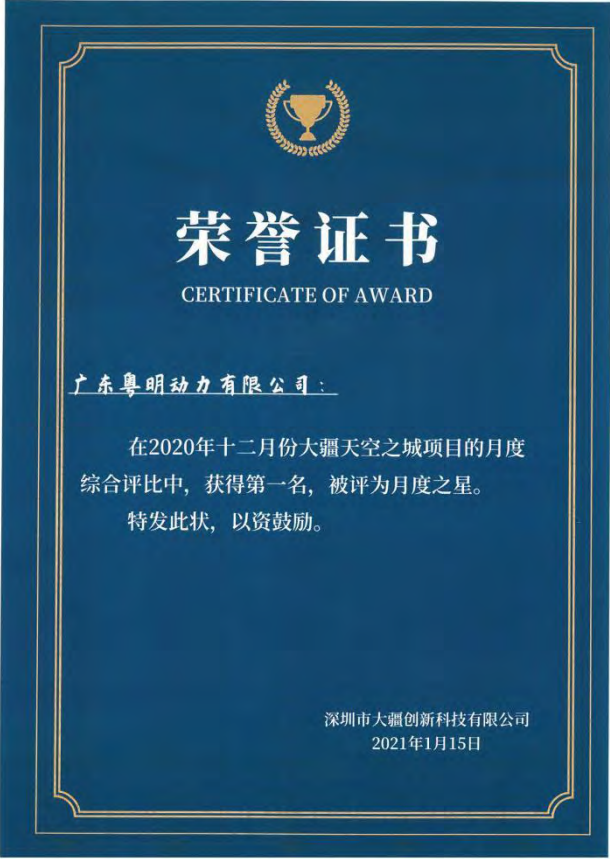 荣誉证书
CERTIFICATE OF AWARD
广东粤明动力有限公司：
在2020年十二月份大疆天空之城项目的月度
综合评比中，获得第一名，被评为月度之星。
特发此状，以资鼓励。
深圳市大疆创新科技有限公司
2021年1月15日